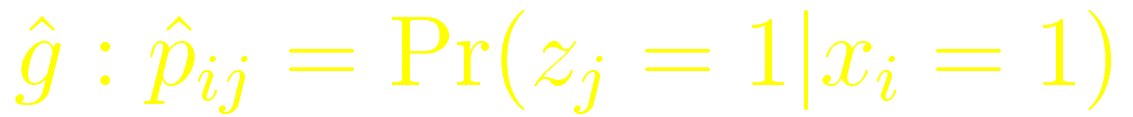 ĝ : p̂ᵢⱼ = Pr(zⱼ = 1|xᵢ = 1)